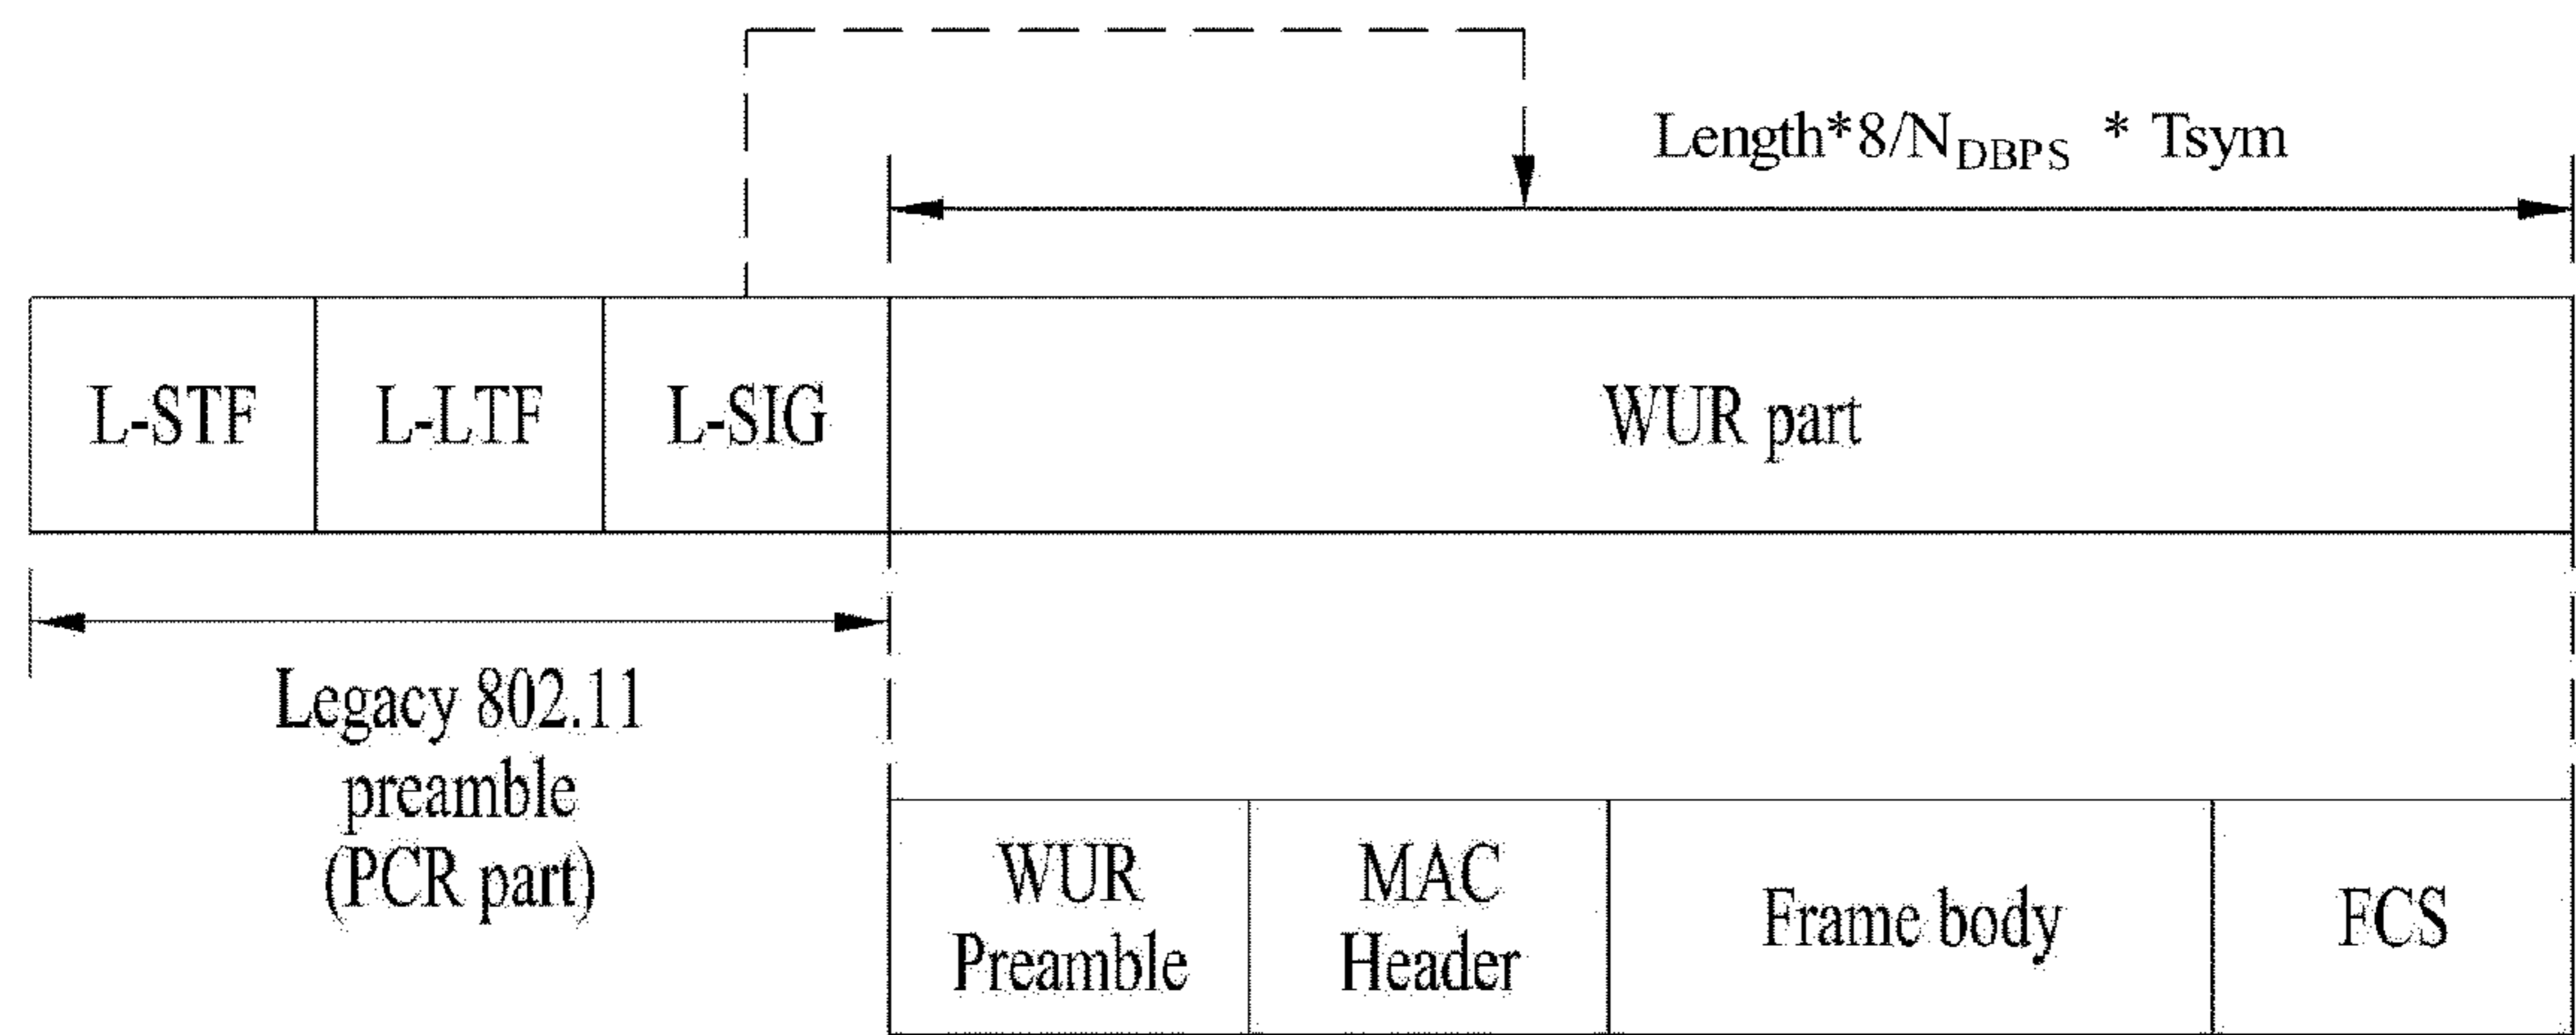 Length*8/N_DBPS * Tsym
L-STF L-LTF L-SIG WUR part
Legacy 802.11
preamble
(PCR part)
WUR
Preamble
MAC
Header
Frame body
FCS